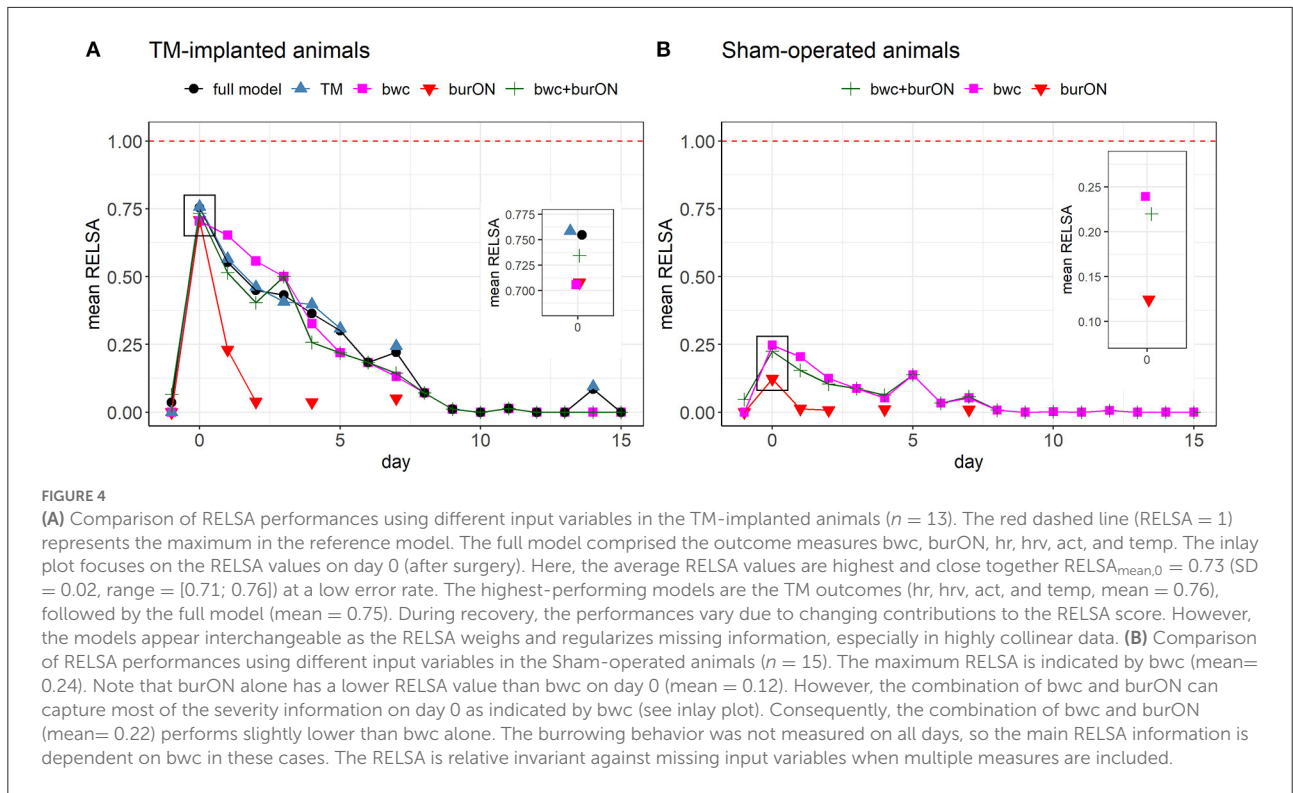 A TM-implanted animals
full model TM bwc burON bwc+burON
mean RELSA
1.00
0.75
0.50
0.25
0.00
0 5 10 15
day
mean RELSA
0.775
0.750
0.725
0.700
0
B Sham-operated animals
bwc+burON bwc burON
mean RELSA
1.00
0.75
0.50
0.25
0.00
0 5 10 15
day
mean RELSA
0.25
0.20
0.15
0.10
0
FIGURE 4
(A) Comparison of RELSA performances using different input variables in the TM-implanted animals (n = 13). The red dashed line (RELSA = 1)
represents the maximum in the reference model. The full model comprised the outcome measures bwc, burON, hr, hrv, act, and temp. The inlay
plot focuses on the RELSA values on day 0 (after surgery). Here, the average RELSA values are highest and close together RELSAmean,0 = 0.73 (SD
= 0.02, range = [0.71; 0.76]) at a low error rate. The highest-performing models are the TM outcomes (hr, hrv, act, and temp, mean = 0.76),
followed by the full model (mean = 0.75). During recovery, the performances vary due to changing contributions to the RELSA score. However,
the models appear interchangeable as the RELSA weighs and regularizes missing information, especially in highly collinear data. (B) Comparison
of RELSA performances using different input variables in the Sham-operated animals (n = 15). The maximum RELSA is indicated by bwc (mean=
0.24). Note that burON alone has a lower RELSA value than bwc on day 0 (mean = 0.12). However, the combination of bwc and burON can
capture most of the severity information on day 0 as indicated by bwc (see inlay plot). Consequently, the combination of bwc and burON
(mean= 0.22) performs slightly lower than bwc alone. The burrowing behavior was not measured on all days, so the main RELSA information is
dependent on bwc in these cases. The RELSA is relative invariant against missing input variables when multiple measures are included.